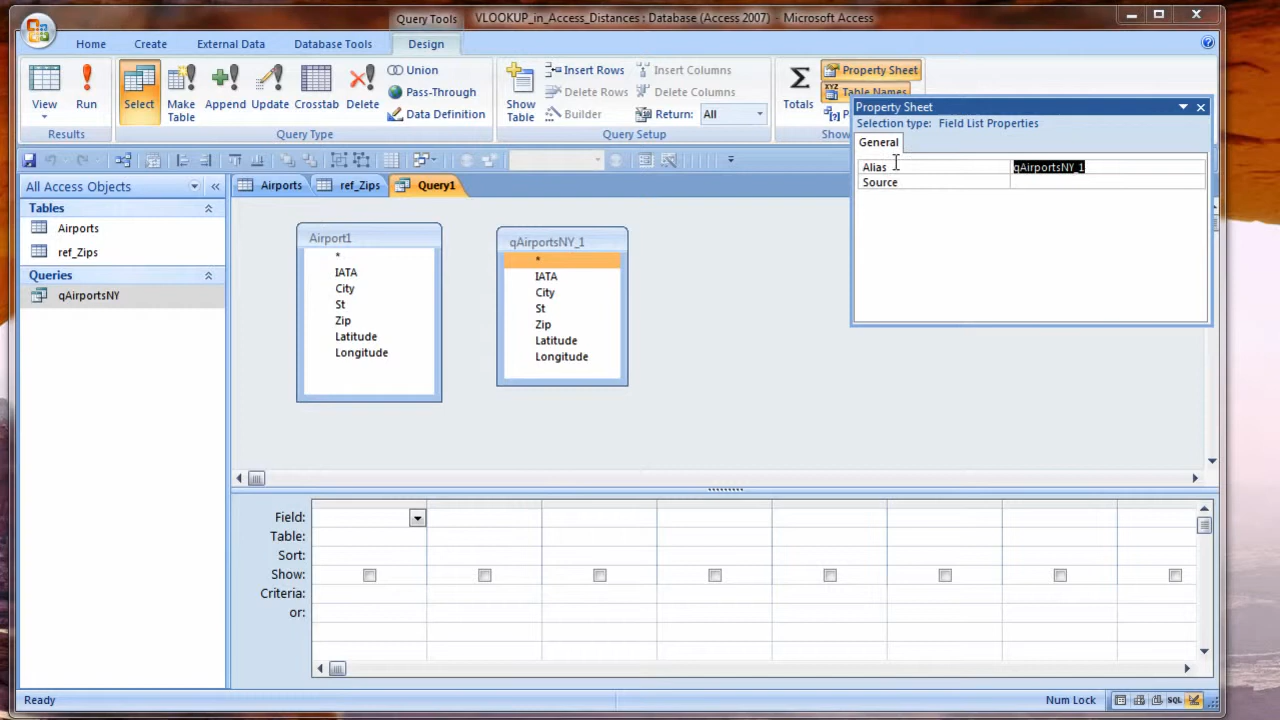 Query Tools
VLOOKUP_in_Access_Distances : Database (Access 2007) - Microsoft Access
Home
Create
External Data
Database Tools
Design
View
Run
Results
Select
Make Table
Append
Update
Crosstab
Delete
Union
Pass-Through
Data Definition
Query Type
Show Table
Insert Rows
Delete Rows
Builder
Insert Columns
Delete Columns
Return: All
Query Setup
Totals
Property Sheet
Table Names
Property Sheet
Selection type: Field List Properties
General
Alias qAirportsNY_1
Source
All Access Objects
Tables
Airports
ref_Zips
Queries
qAirportsNY
Airports
ref_Zips
Query1
Airport1
*
IATA
City
St
Zip
Latitude
Longitude
qAirportsNY_1
*
IATA
City
St
Zip
Latitude
Longitude
Field:
Table:
Sort:
Show:
Criteria:
or:
Ready
Num Lock
SQL